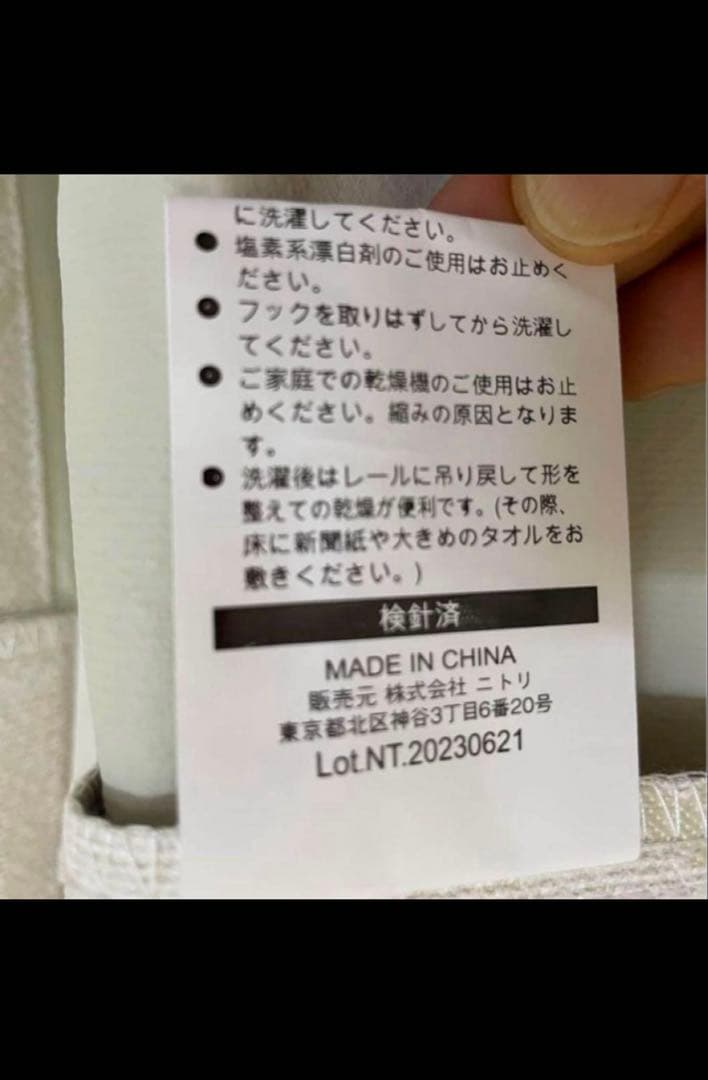 に洗濯してください。
● 塩素系漂白剤のご使用はお止めく
ださい。
● フックを取りはずしてから洗濯し
てください。
● ご家庭での乾燥機のご使用はお止
めください。縮みの原因となりま
す。
● 洗濯後はレールに吊り戻して形を
整えての乾燥が便利です。(その際、
床に新聞紙や大きめのタオルをお
敷きください。)
検針済
MADE IN CHINA
販売元 株式会社 ニトリ
東京都北区神谷3丁目6番20号
Lot.NT.20230621